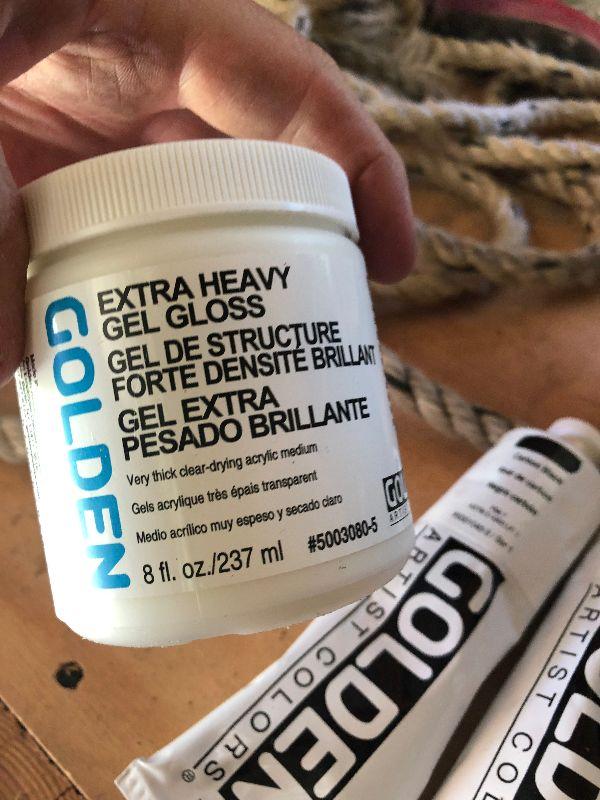 GOLDEN
EXTRA HEAVY
GEL GLOSS
GEL DE STRUCTURE
FORTE DENSITÉ BRILLANT
GEL EXTRA
PESADO BRILLANTE
Very thick clear-drying acrylic medium
Gels acrylique très épais transparent
Medio acrílico muy espeso y secado claro
8 fl. oz./237 ml
#5003080-5
GOLDEN
ARTIST COLORS®
ARTIST